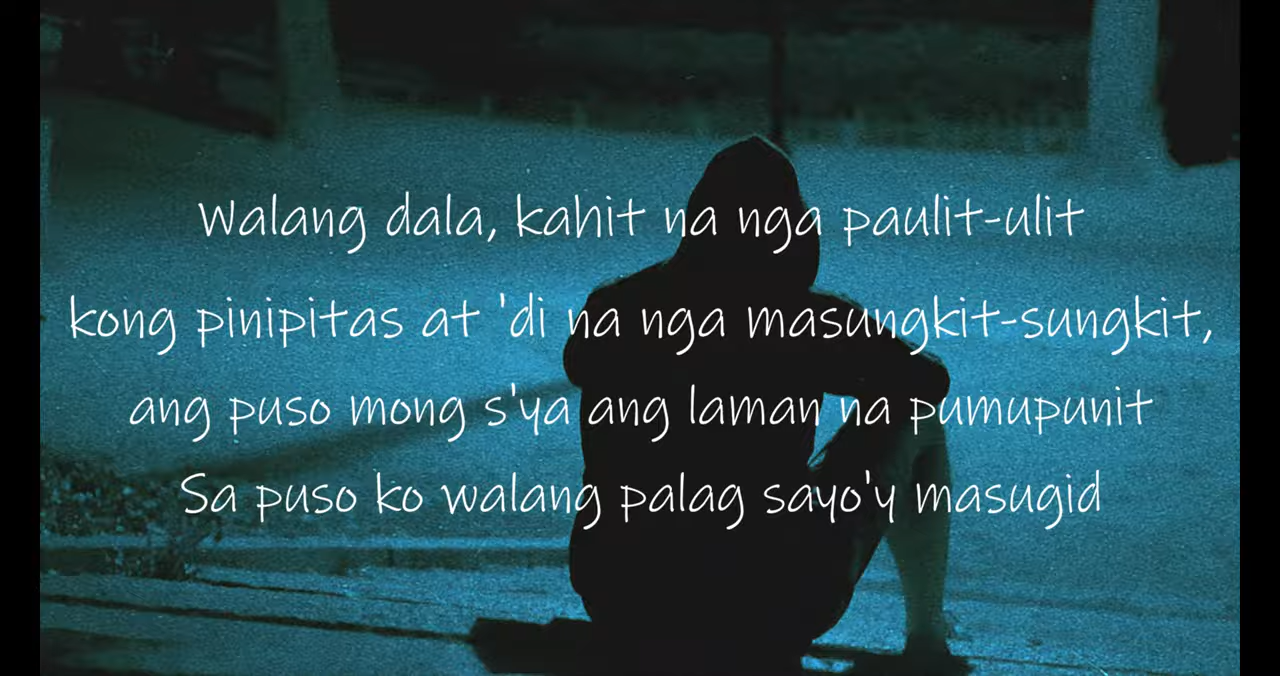 Walang dala, kahit na nga paulit-ulit
kong pinipitas at 'di na nga masungkit-sungkit,
ang puso mong s'ya ang laman na pumupunit
Sa puso ko walang palag sayo'y masugid